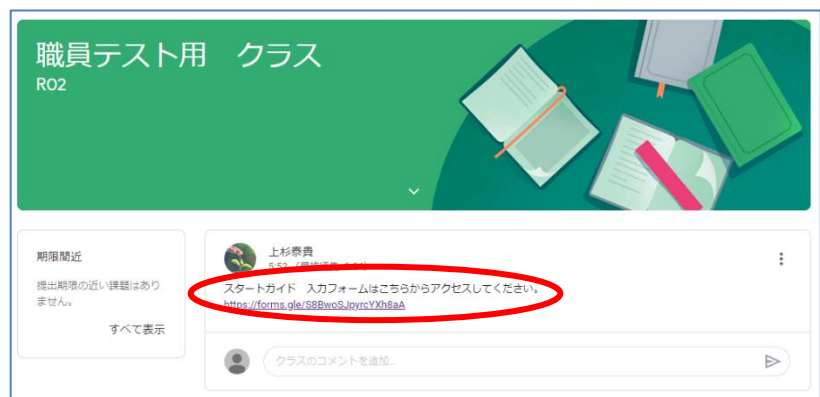 職員テスト用　クラス
R02
期限間近
提出期限の近い課題はあり
ません。
すべて表示
上杉泰貴
5:52
スタートガイド　入力フォームはこちらからアクセスしてください。
https://forms.gle/S8BwoSJpyrcYXh8aA
クラスのコメントを追加...